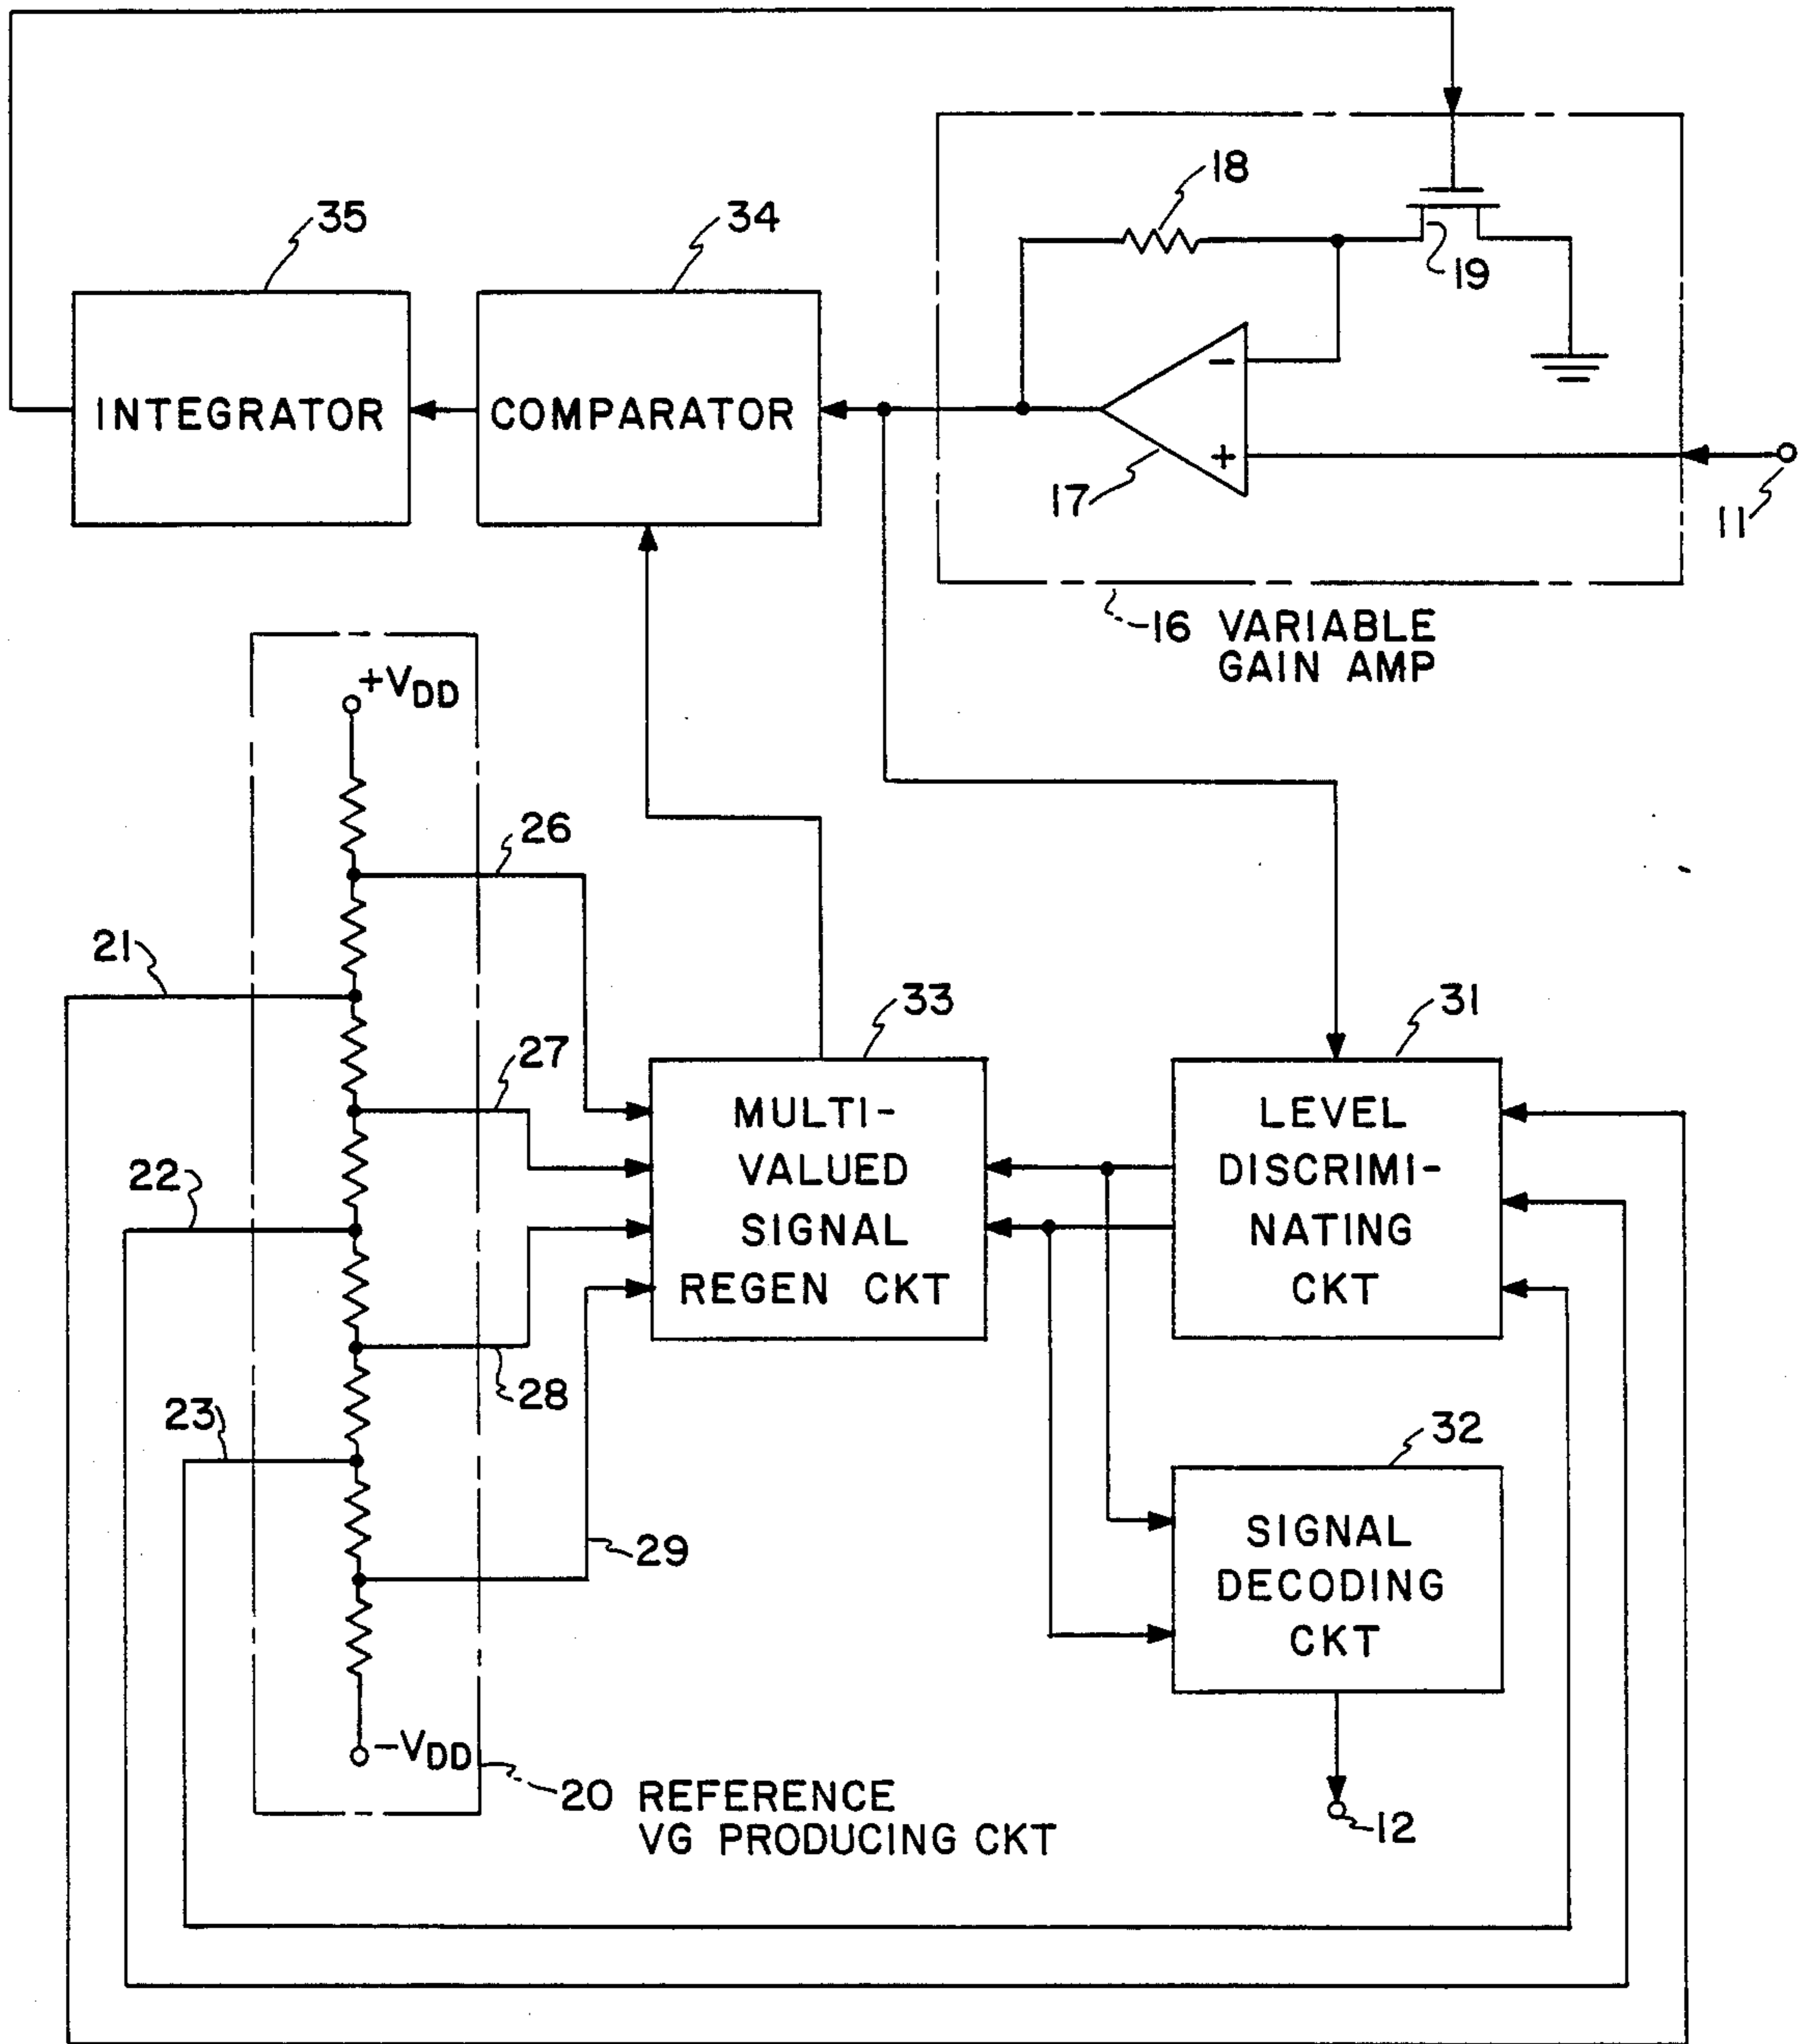 18
35
34
19
INTEGRATOR
COMPARATOR
-
+
17
11
16 VARIABLE
GAIN AMP
+VDD
26
21
33
31
27
MULTI-
VALUED
SIGNAL
REGEN CKT
LEVEL
DISCRIMI-
NATING
CKT
22
28
23
32
29
SIGNAL
DECODING
CKT
-VDD
20 REFERENCE
VG PRODUCING CKT
12